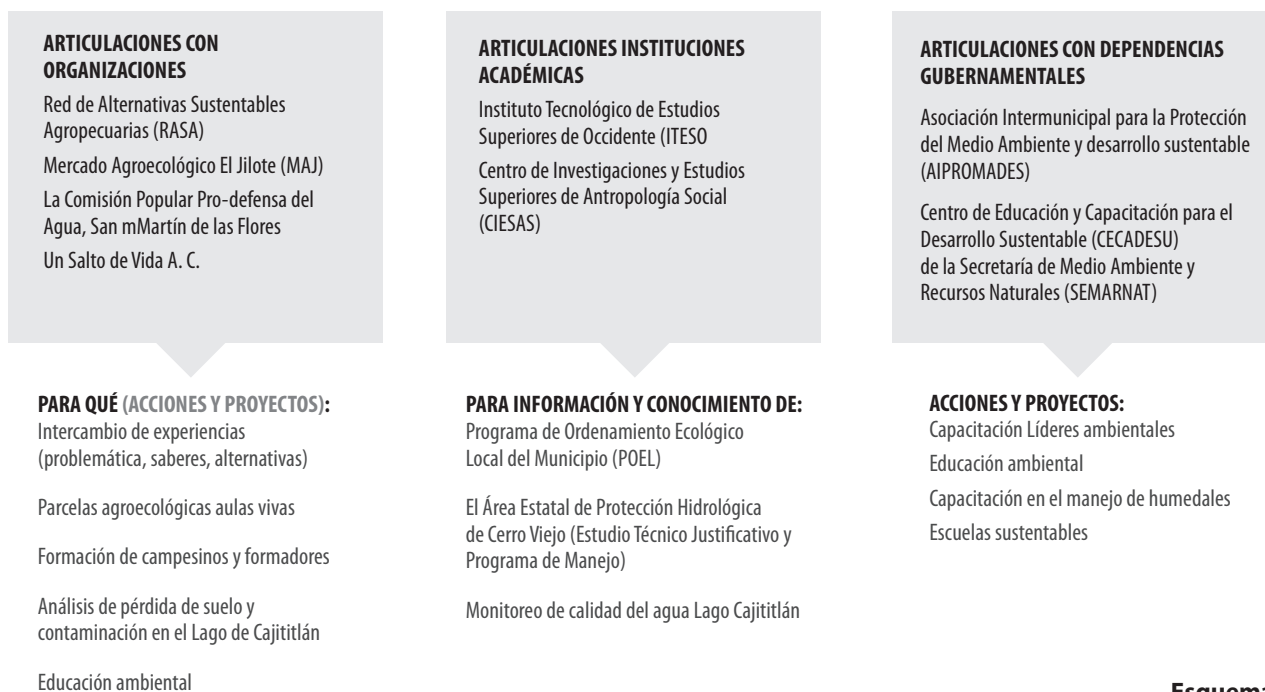 ARTICULACIONES CON
ORGANIZACIONES
Red de Alternativas Sustentables
Agropecuarias (RASA)
Mercado Agroecológico El Jilote (MAJ)
La Comisión Popular Pro-defensa del
Agua, San mMartín de las Flores
Un Salto de Vida A. C.
PARA QUÉ (ACCIONES Y PROYECTOS):
Intercambio de experiencias
(problemática, saberes, alternativas)
Parcelas agroecológicas aulas vivas
Formación de campesinos y formadores
Análisis de pérdida de suelo y
contaminación en el Lago de Cajititlán
Educación ambiental
ARTICULACIONES INSTITUCIONES
ACADÉMICAS
Instituto Tecnológico de Estudios
Superiores de Occidente (ITESO
Centro de Investigaciones y Estudios
Superiores de Antropología Social
(CIESAS)
PARA INFORMACIÓN Y CONOCIMIENTO DE:
Programa de Ordenamiento Ecológico
Local del Municipio (POEL)
El Área Estatal de Protección Hidrológica
de Cerro Viejo (Estudio Técnico Justificativo y
Programa de Manejo)
Monitoreo de calidad del agua Lago Cajititlán
ARTICULACIONES CON DEPENDENCIAS
GUBERNAMENTALES
Asociación Intermunicipal para la Protección
del Medio Ambiente y desarrollo sustentable
(AIPROMADES)
Centro de Educación y Capacitación para el
Desarrollo Sustentable (CECADESU)
de la Secretaría de Medio Ambiente y
Recursos Naturales (SEMARNAT)
ACCIONES Y PROYECTOS:
Capacitación Líderes ambientales
Educación ambiental
Capacitación en el manejo de humedales
Escuelas sustentables